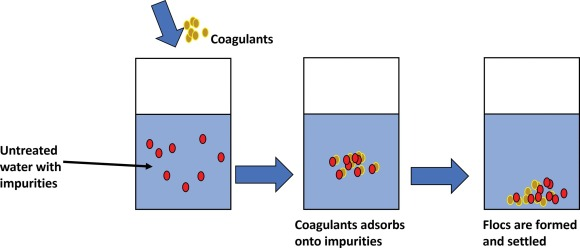 Coagulants
Untreated
water with
impurities
Coagulants adsorbs
onto impurities
Flocs are formed
and settled